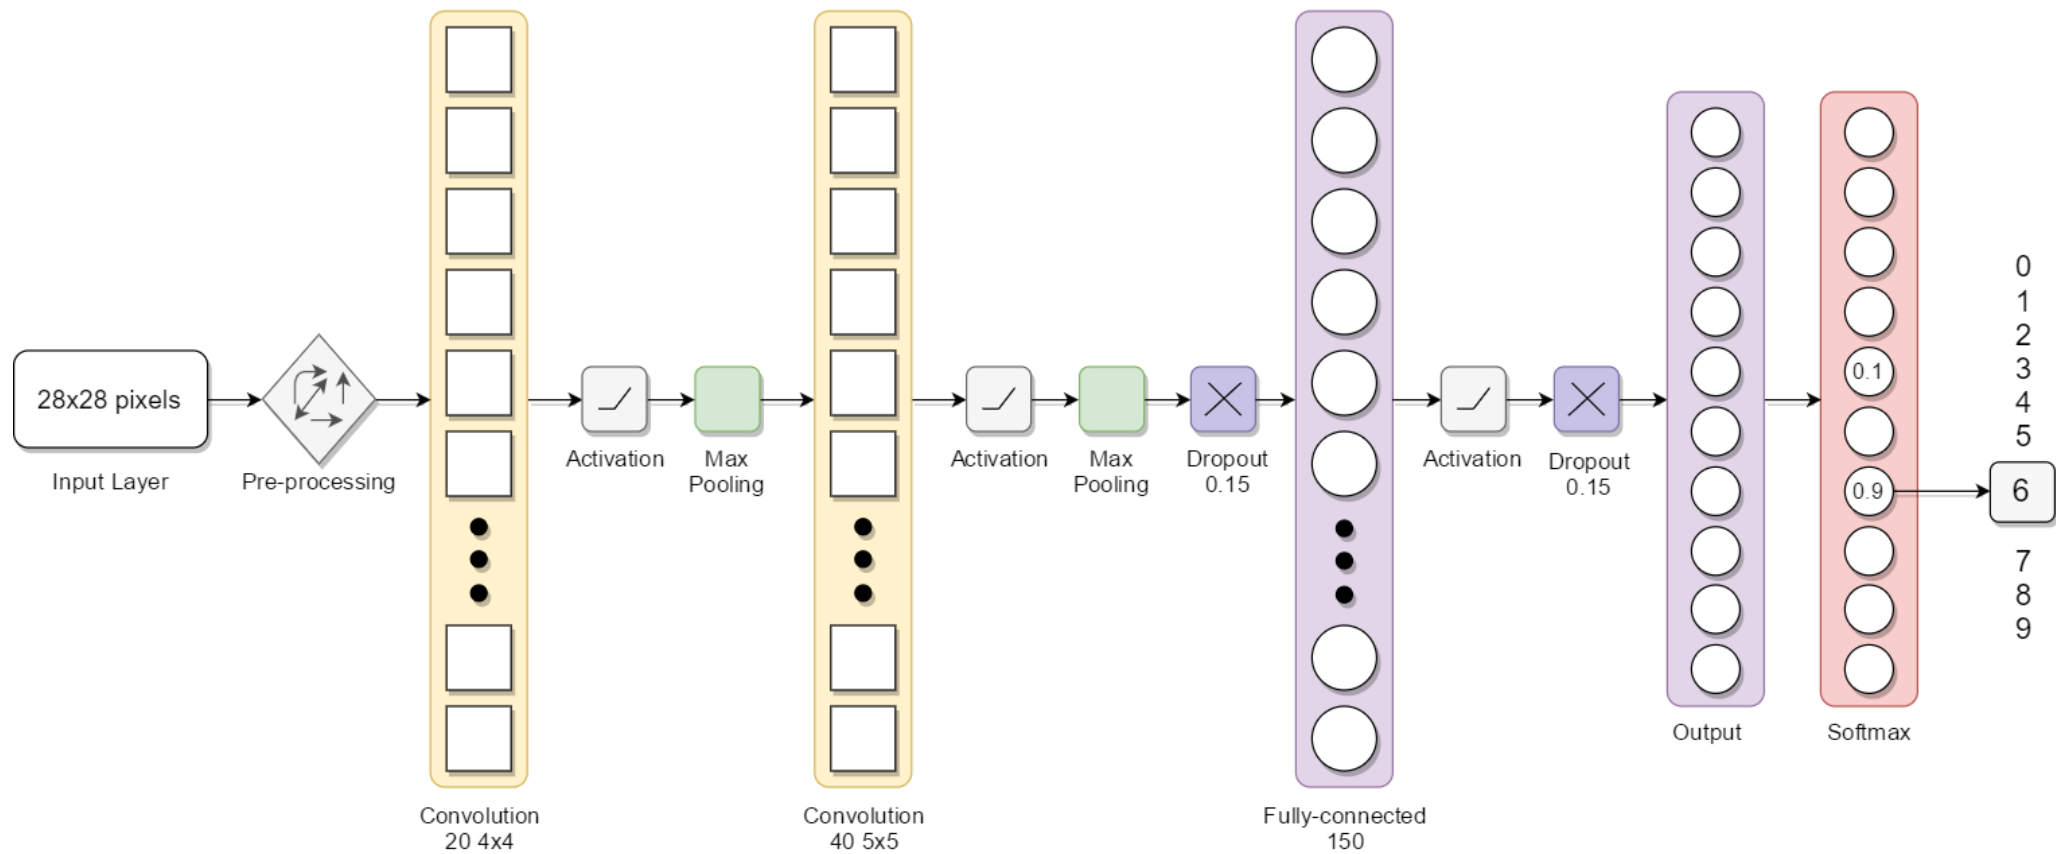 28x28 pixels
Input Layer
Pre-processing
Convolution
20 4x4
Activation
Max
Pooling
Convolution
40 5x5
Activation
Max
Pooling
Dropout
0.15
Fully-connected
150
Activation
Dropout
0.15
Output
0.1
0.9
Softmax
0
1
2
3
4
5
6
7
8
9